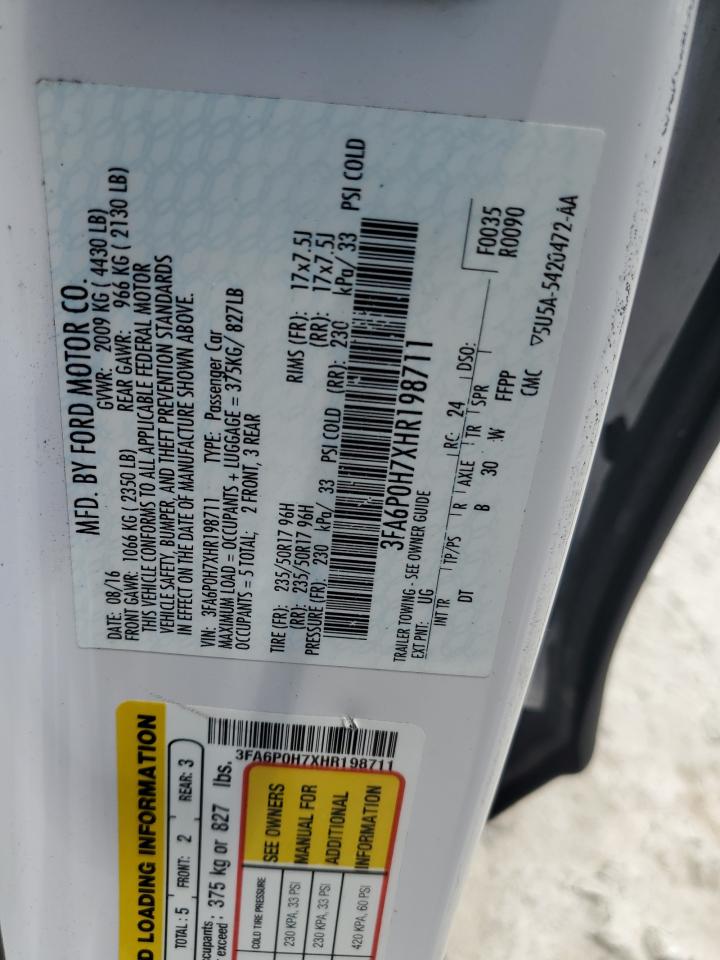 MFD. BY FORD MOTOR CO.
DATE: 08/16 GVWR: 2009 KG ( 4430 LB)
FRONT GAWR: 1066 KG ( 2350 LB) REAR GAWR: 966 KG ( 2130 LB)
THIS VEHICLE CONFORMS TO ALL APPLICABLE FEDERAL MOTOR
VEHICLE SAFETY, BUMPER, AND THEFT PREVENTION STANDARDS
IN EFFECT ON THE DATE OF MANUFACTURE SHOWN ABOVE.
VIN: 3FA6P0H7XHR198711 TYPE: Passenger Car
MAXIMUM LOAD = OCCUPANTS + LUGGAGE = 375KG/ 827LB
OCCUPANTS = 5 TOTAL; 2 FRONT, 3 REAR
TIRE (FR): 235/50R17 96H RIMS (FR): 17x7.5J
(RR): 235/50R17 96H (RR): 17x7.5J
PRESSURE (FR): 230 kPa/ 33 PSI COLD (RR): 230 kPa/ 33 PSI COLD
3FA6P0H7XHR198711
TRAILER TOWING - SEE OWNER GUIDE
EXT PNT: UG RC: 24 DSO: F0035
R0090
INT TR TP/PS R AXLE TR SPR
DT B 30 W I FFPP
CMC ▽5U5A-5420472-AA
D LOADING INFORMATION
TOTAL : 5 FRONT: 2 REAR: 3
ccupants
r exceed : 375 kg or 827 lbs.
3FA6P0H7XHR198711
COLD TIRE PRESSURE
230 KPA, 33 PSI
230 KPA, 33 PSI
420 KPA, 60 PSI
SEE OWNERS
MANUAL FOR
ADDITIONAL
INFORMATION